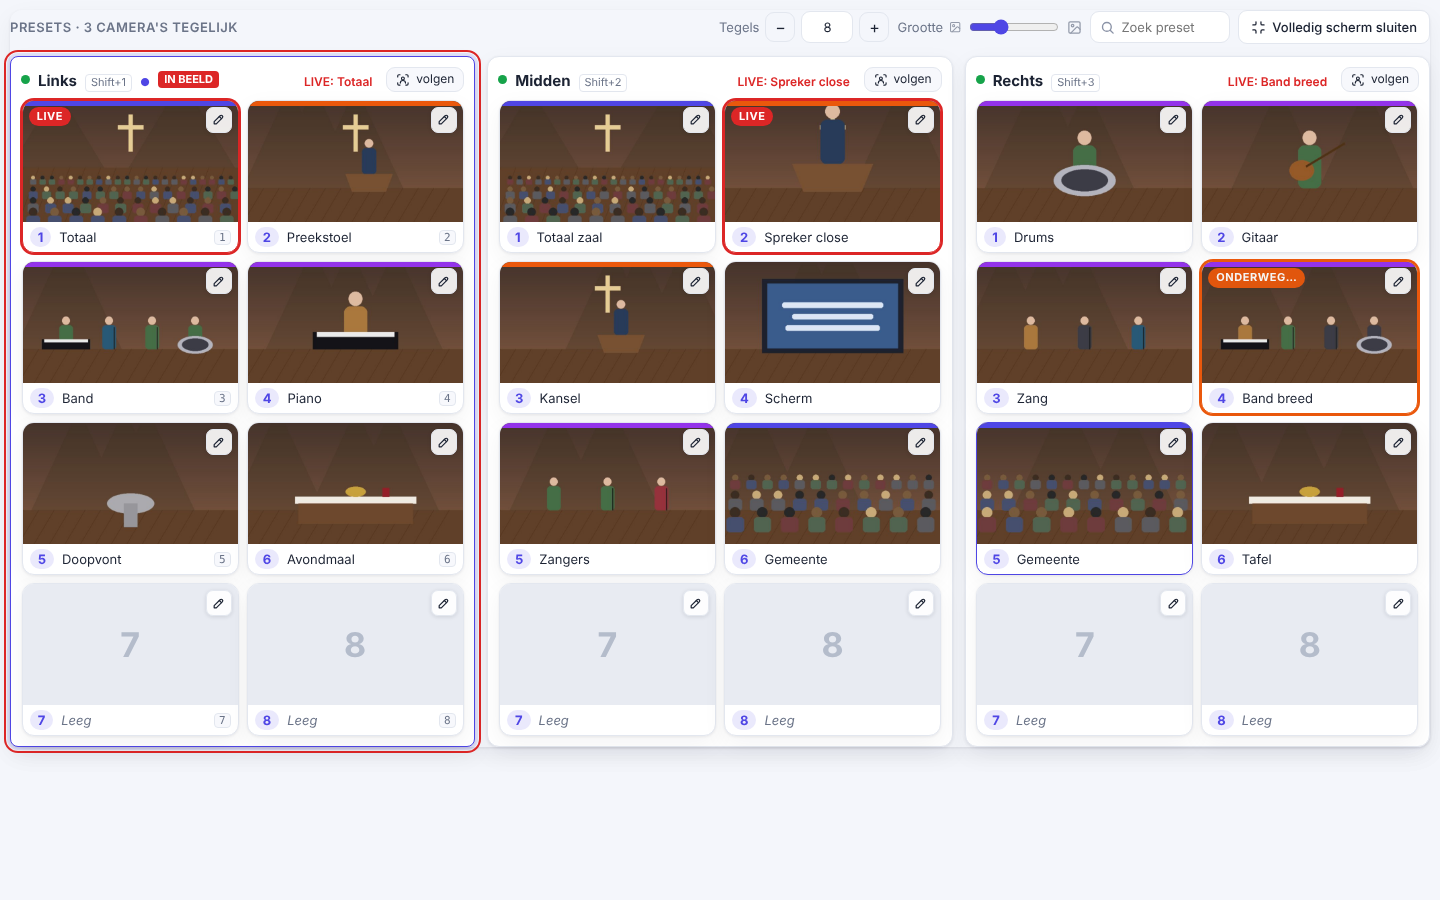 PRESETS · 3 CAMERA'S TEGELIJK
Tegels − 8 + Grootte Zoek preset Volledig scherm sluiten
Links Shift+1 IN BEELD LIVE: Totaal volgen
LIVE
1 Totaal 1
2 Preekstoel 2
3 Band 3
4 Piano 4
5 Doopvont 5
6 Avondmaal 6
7
8
7 Leeg 7
8 Leeg 8
Midden Shift+2 LIVE: Spreker close volgen
LIVE
1 Totaal zaal
2 Spreker close
3 Kansel
4 Scherm
5 Zangers
6 Gemeente
7
8
7 Leeg
8 Leeg
Rechts Shift+3 LIVE: Band breed volgen
1 Drums
2 Gitaar
ONDERWEG...
3 Zang
4 Band breed
5 Gemeente
6 Tafel
7
8
7 Leeg
8 Leeg